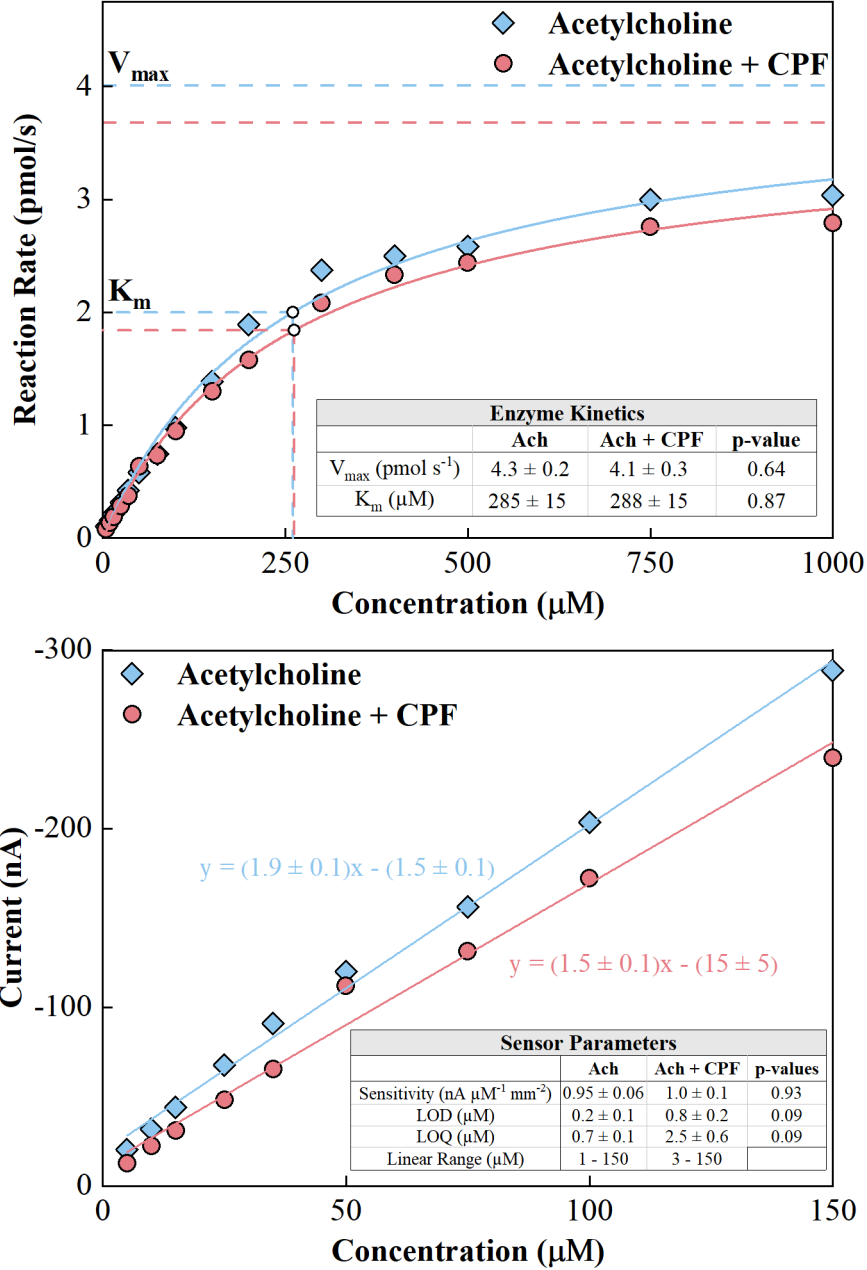 Acetylcholine
Acetylcholine + CPF
Vmax
Km
Reaction Rate (pmol/s)
4
3
2
1
0
Enzyme Kinetics
Ach Ach + CPF p-value
Vmax (pmol s-1) 4.3 ± 0.2 4.1 ± 0.3 0.64
Km (μM) 285 ± 15 288 ± 15 0.87
0 250 500 750 1000
Concentration (μM)
Acetylcholine
Acetylcholine + CPF
Current (nA)
-300
-200
-100
0
y = (1.9 ± 0.1)x - (1.5 ± 0.1)
y = (1.5 ± 0.1)x - (15 ± 5)
Sensor Parameters
Ach Ach + CPF p-values
Sensitivity (nA μM-1 mm-2) 0.95 ± 0.06 1.0 ± 0.1 0.93
LOD (μM) 0.2 ± 0.1 0.8 ± 0.2 0.09
LOQ (μM) 0.7 ± 0.1 2.5 ± 0.6 0.09
Linear Range (μM) 1 - 150 3 - 150
0 50 100 150
Concentration (μM)